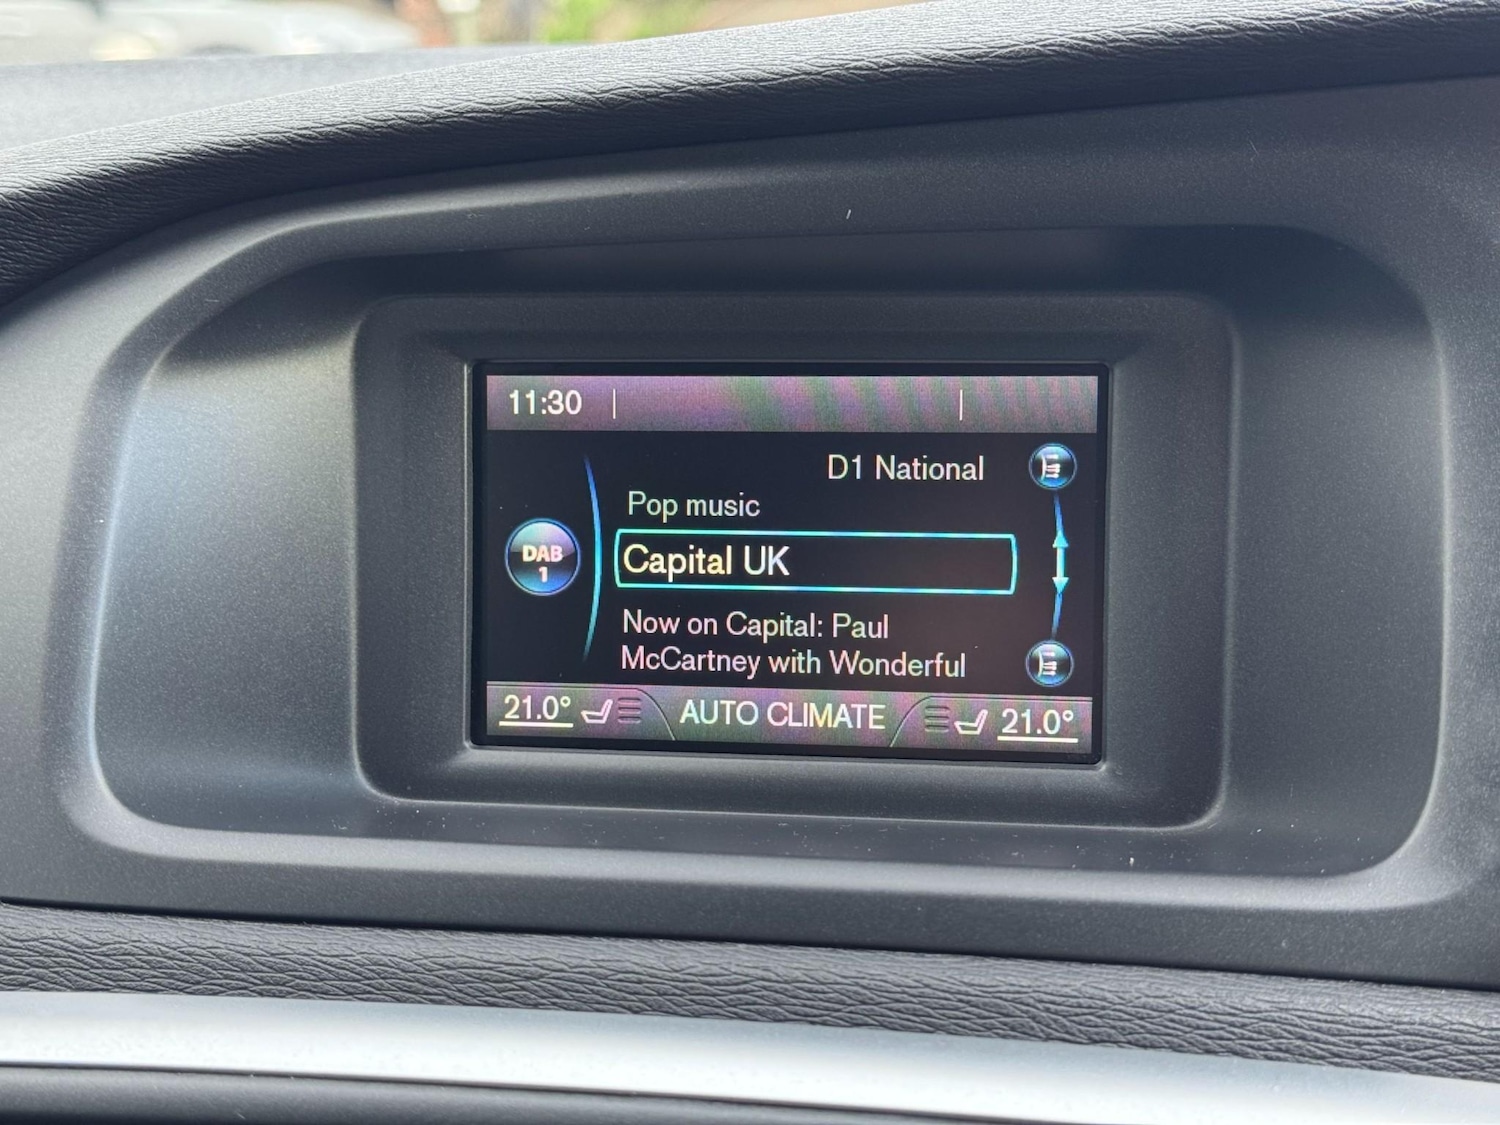 11:30
D1 National
Pop music
DAB
1
Capital UK
Now on Capital: Paul
McCartney with Wonderful
21.0° AUTO CLIMATE 21.0°